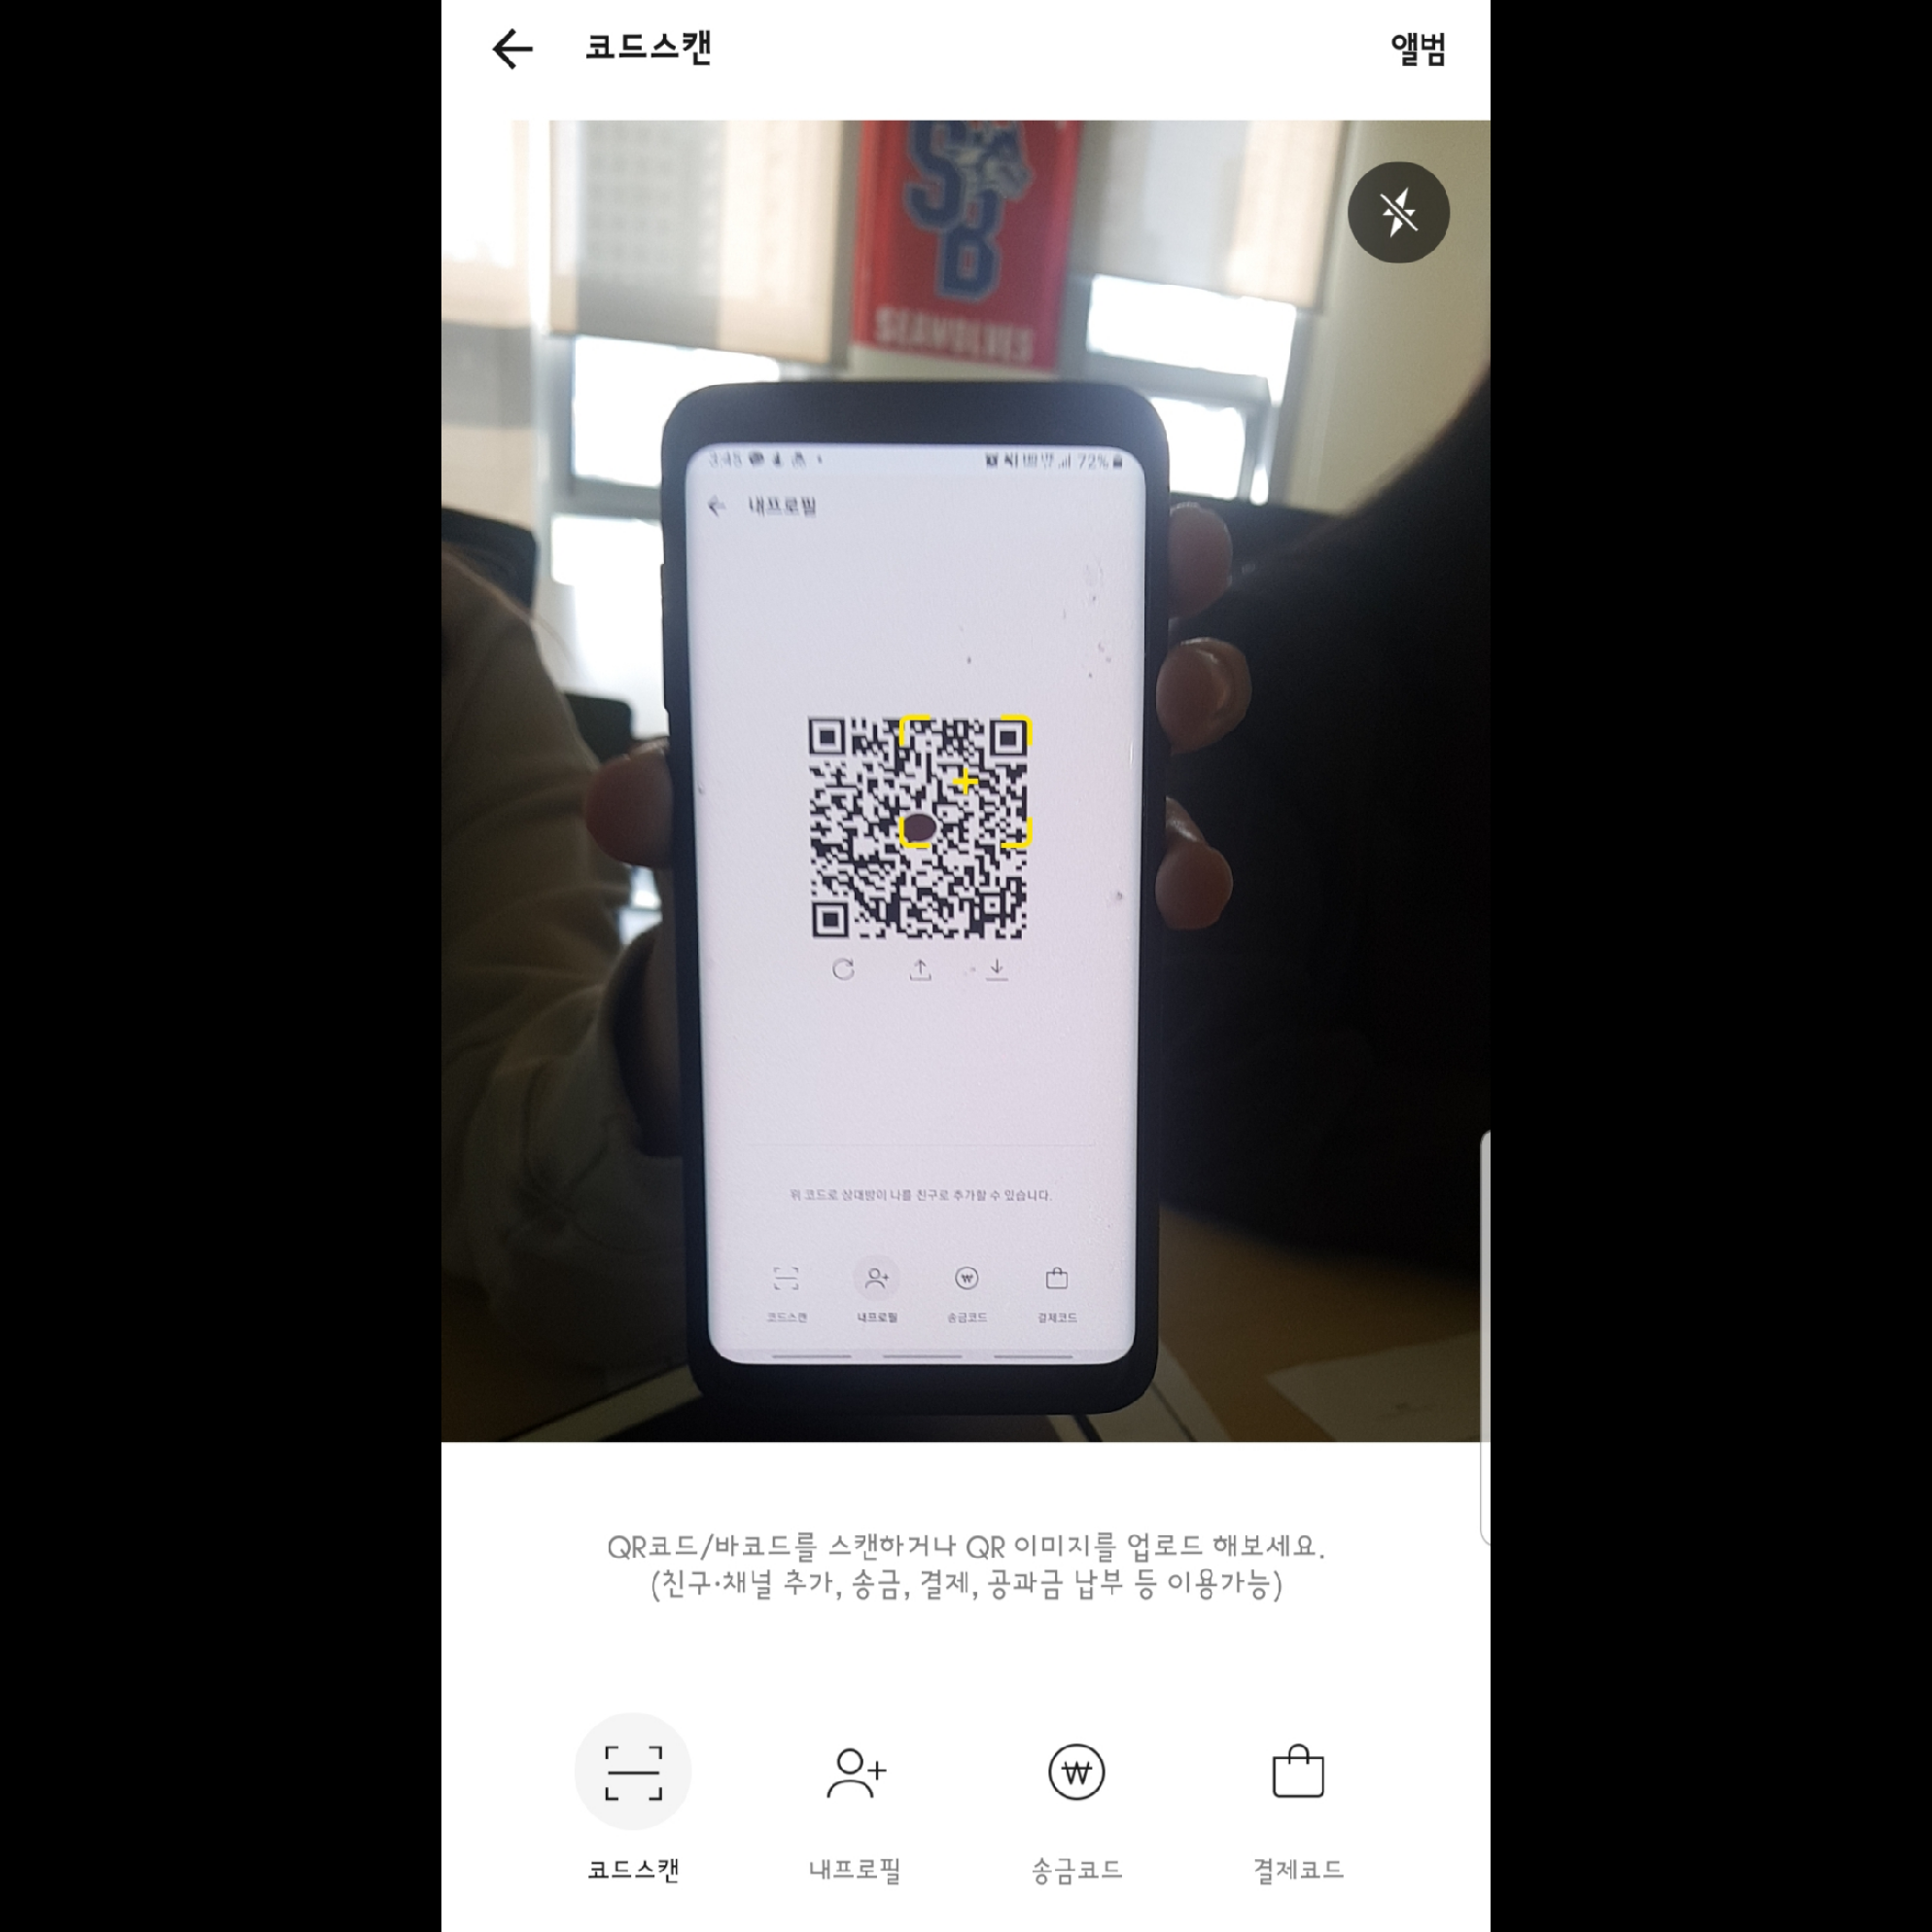 코드스캔
앨범
SB
SEAWOLVES
3:45 72%
내프로필
위 코드로 상대방이 나를 친구로 추가할 수 있습니다.
코드스캔 내프로필 송금코드 결제코드
QR코드/바코드를 스캔하거나 QR 이미지를 업로드 해보세요.
(친구·채널 추가, 송금, 결제, 공과금 납부 등 이용가능)
코드스캔 내프로필 송금코드 결제코드